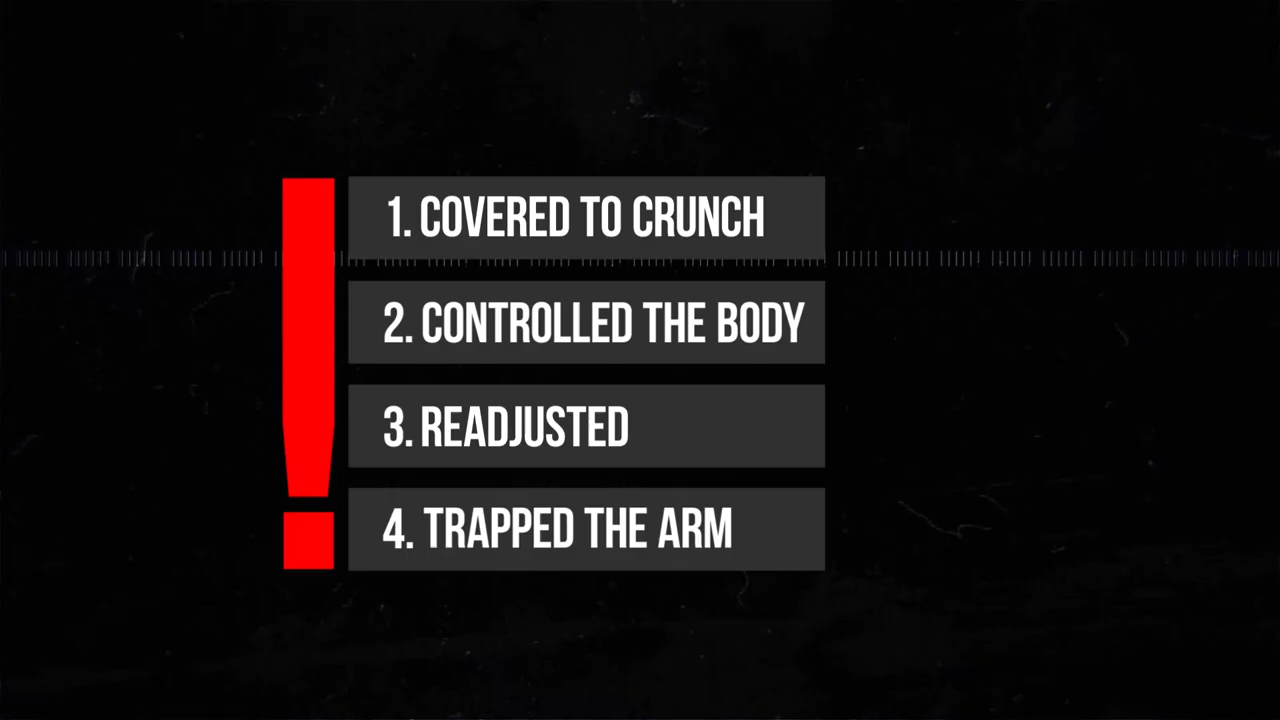 1. COVERED TO CRUNCH
2. CONTROLLED THE BODY
3. READJUSTED
4. TRAPPED THE ARM